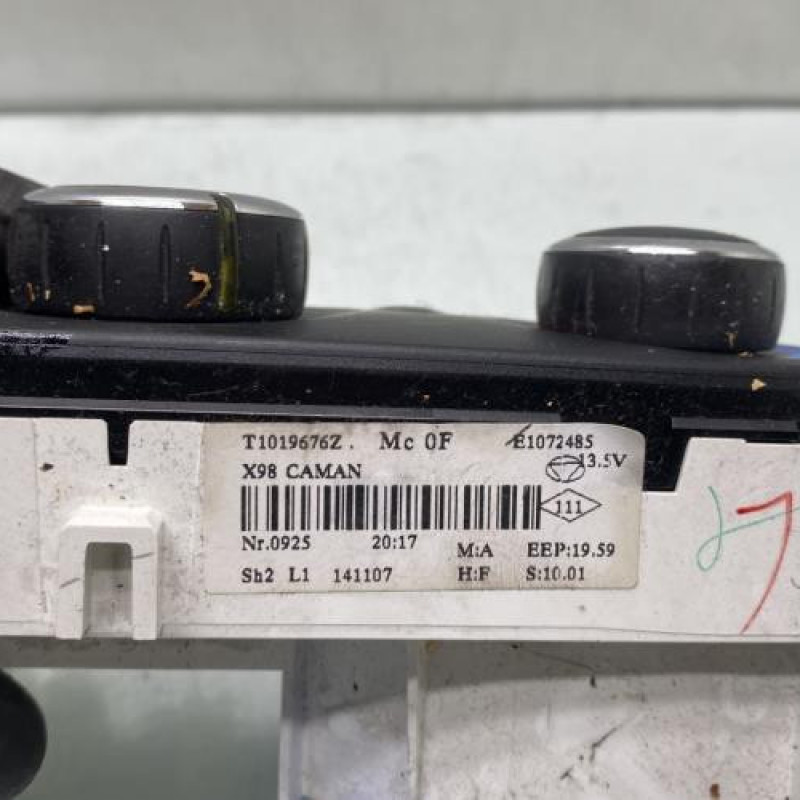 T1019676Z. Mc 0F E1072485
X98 CAMAN 13.5V
111
Nr.0925 20:17 M:A EEP:19.59
Sh2 L1 141107 H:F S:10.01